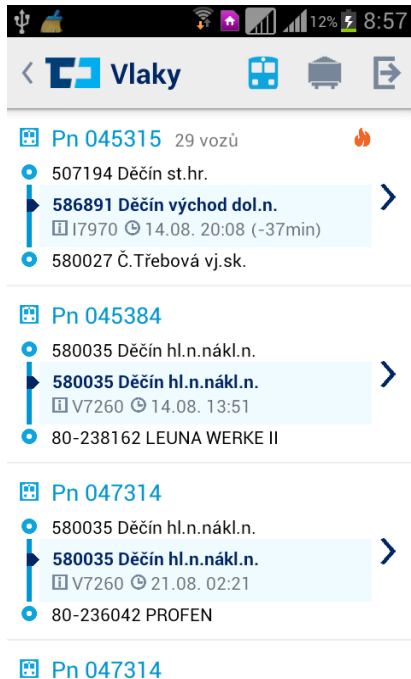 12% 8:57
Vlaky
Pn 045315 29 vozů
507194 Děčín st.hr.
586891 Děčín východ dol.n.
I7970 14.08. 20:08 (-37min)
580027 Č.Třebová vj.sk.
Pn 045384
580035 Děčín hl.n.nákl.n.
580035 Děčín hl.n.nákl.n.
V7260 14.08. 13:51
80-238162 LEUNA WERKE II
Pn 047314
580035 Děčín hl.n.nákl.n.
580035 Děčín hl.n.nákl.n.
V7260 21.08. 02:21
80-236042 PROFEN
Pn 047314